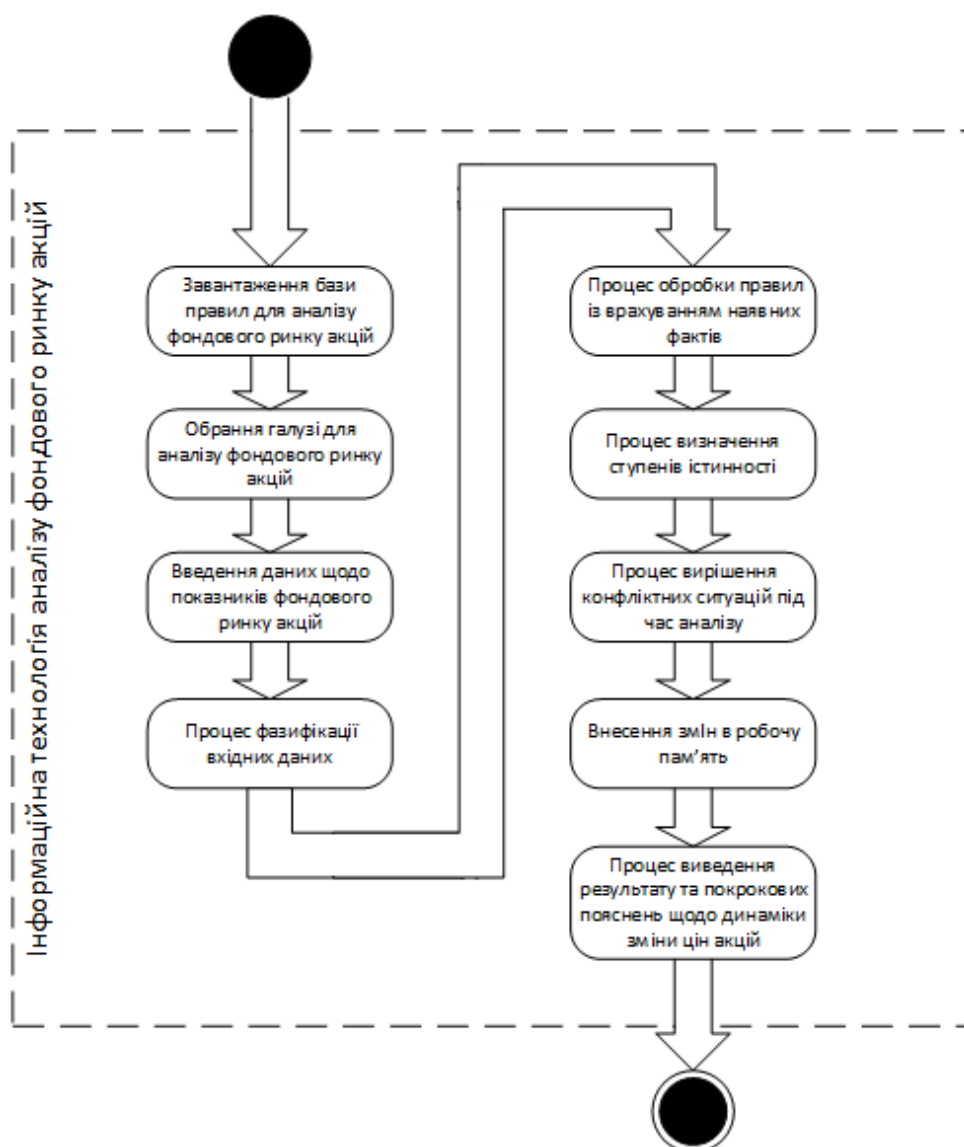 Інформаційна технологія аналізу фондового ринку акцій
Завантаження бази
правил для аналізу
фондового ринку акцій
Обрання галузі для
аналізу фондового ринку
акцій
Введення даних щодо
показників фондового
ринку акцій
Процес фазифікації
вхідних даних
Процес обробки правил
із врахуванням наявних
фактів
Процес визначення
ступенів істинності
Процес вирішення
конфліктних ситуацій під
час аналізу
Внесення змін в робочу
пам’ять
Процес виведення
результату та покрокових
пояснень щодо динаміки
зміни цін акцій